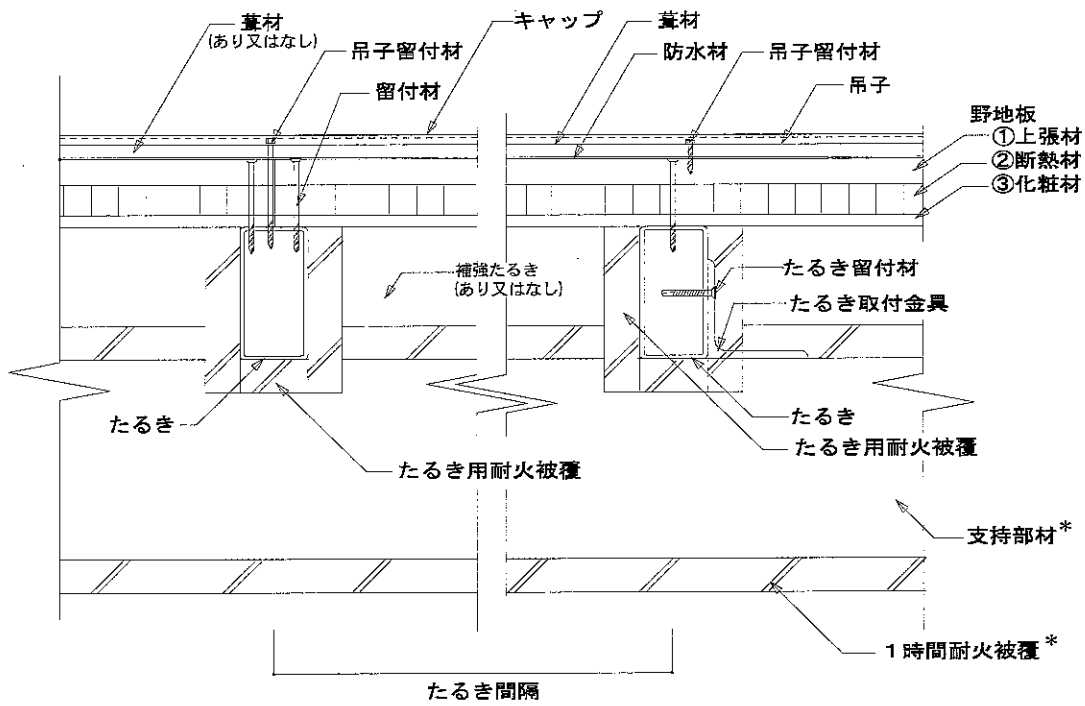 葺材
(あり又はなし)
吊子留付材
留付材
キャップ
葺材
防水材
吊子留付材
吊子
野地板
①上張材
②断熱材
③化粧材
補強たるき
(あり又はなし)
たるき留付材
たるき取付金具
たるき
たるき用耐火被覆
たるき
たるき用耐火被覆
支持部材*
1時間耐火被覆*
たるき間隔